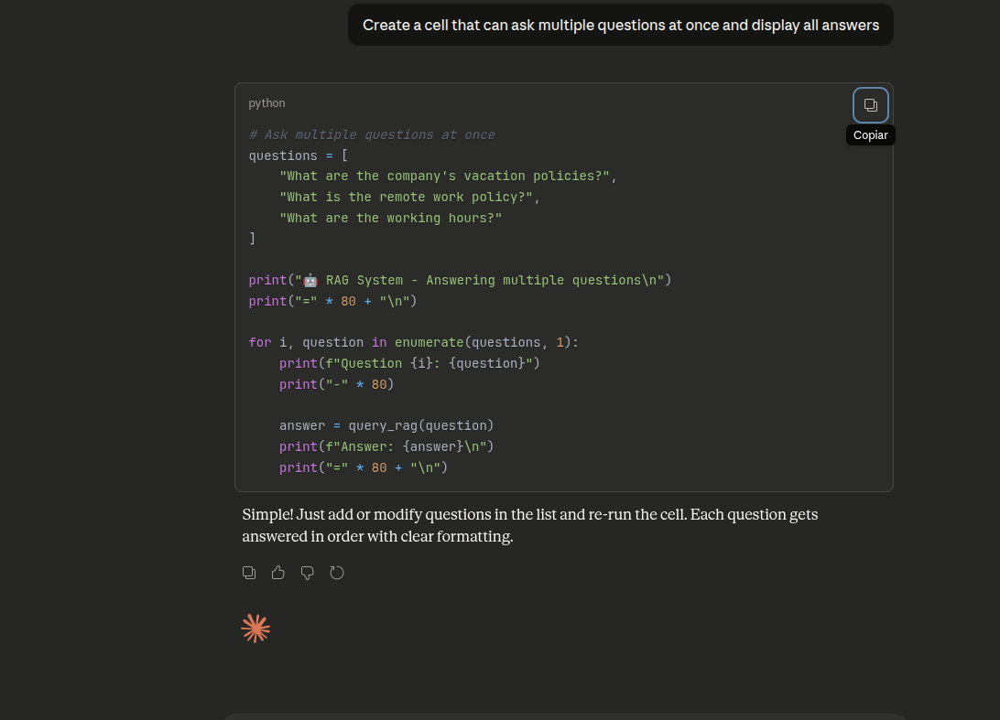 Create a cell that can ask multiple questions at once and display all answers
python
Copiar
# Ask multiple questions at once
questions = [
    "What are the company's vacation policies?",
    "What is the remote work policy?",
    "What are the working hours?"
]

print("🤖 RAG System - Answering multiple questions\n")
print("=" * 80 + "\n")

for i, question in enumerate(questions, 1):
    print(f"Question {i}: {question}")
    print("-" * 80)

    answer = query_rag(question)
    print(f"Answer: {answer}\n")
    print("=" * 80 + "\n")
Simple! Just add or modify questions in the list and re-run the cell. Each question gets
answered in order with clear formatting.